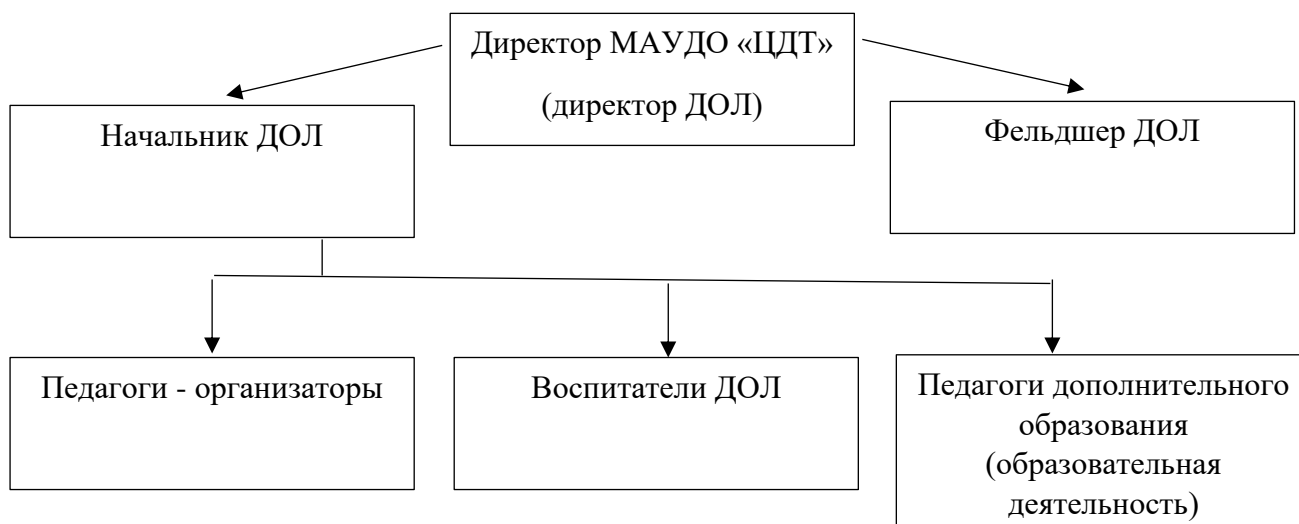 Директор МАУДО «ЦДТ»
(директор ДОЛ)
Начальник ДОЛ
Фельдшер ДОЛ
Педагоги - организаторы
Воспитатели ДОЛ
Педагоги дополнительного
образования
(образовательная
деятельность)